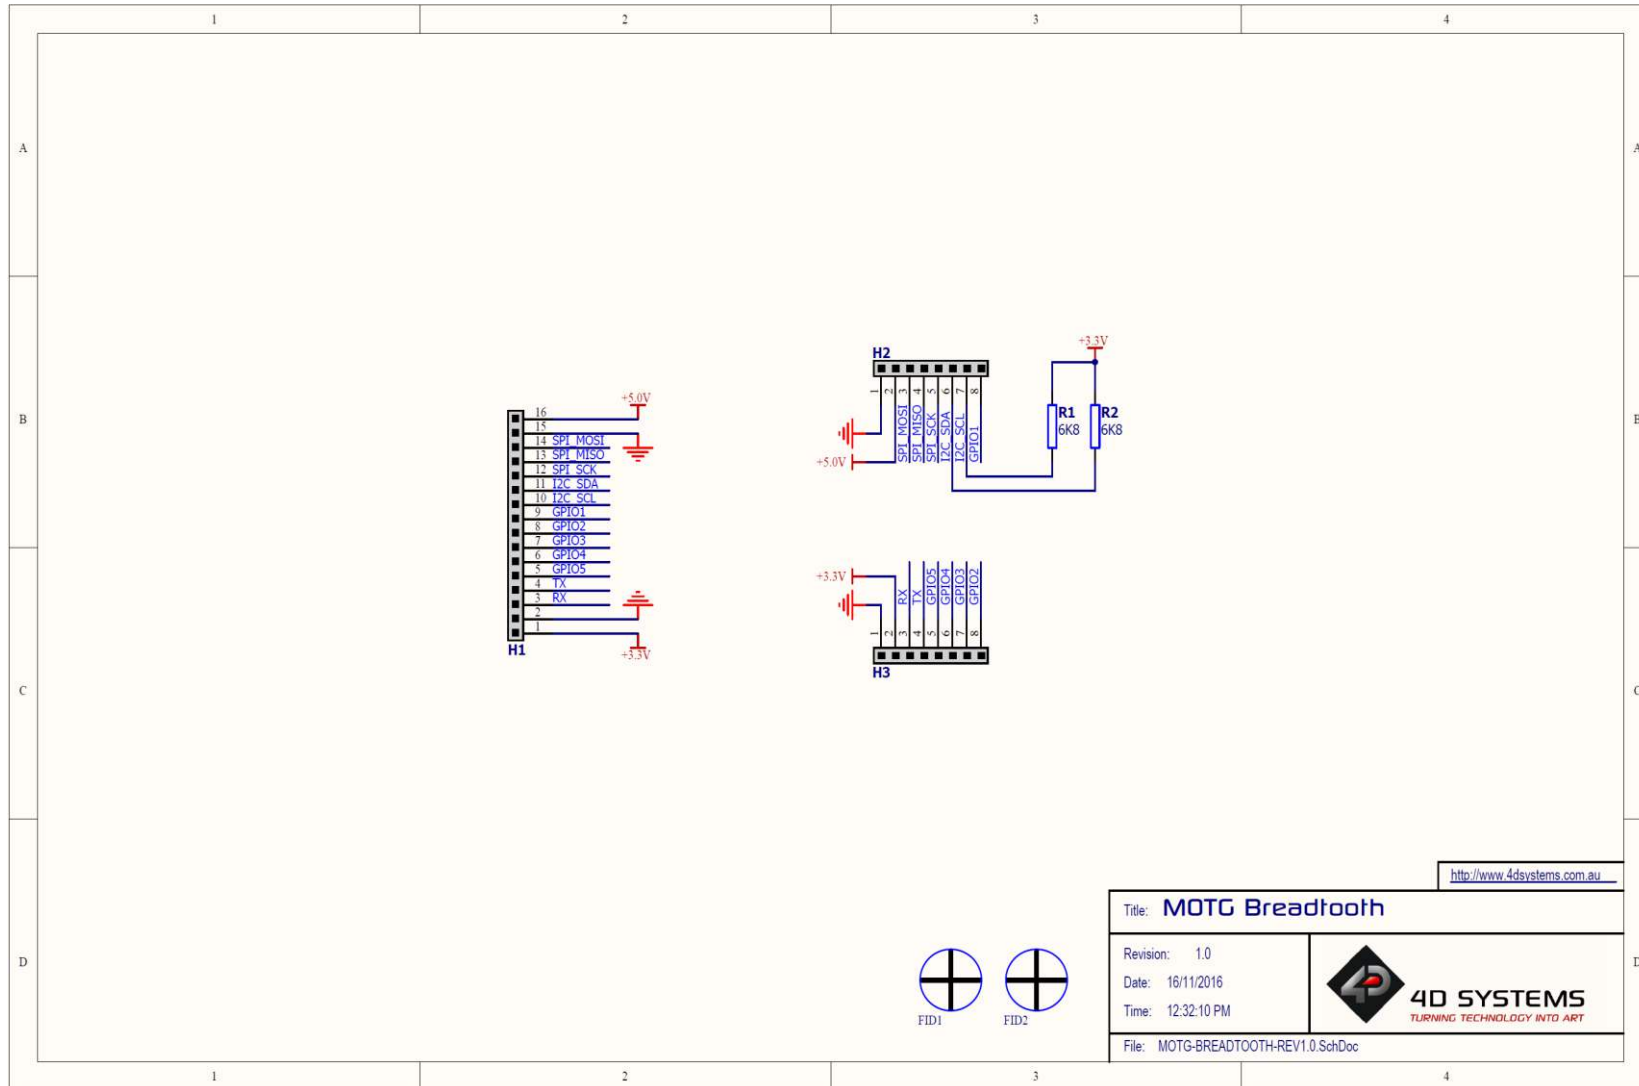 1 2 3 4
A A
B B
C C
D D
+5.0V
16
15
14 SPI_MOSI
13 SPI_MISO
12 SPI_SCK
11 I2C_SDA
10 I2C_SCL
9 GPIO1
8 GPIO2
7 GPIO3
6 GPIO4
5 GPIO5
4 TX
3 RX
2
1
+3.3V
H1
H2
1
2
3 SPI_MOSI
4 SPI_MISO
5 SPI_SCK
6 I2C_SDA
7 I2C_SCL
8 GPIO1
+5.0V
+3.3V
R1
6K8
R2
6K8
+3.3V
1
2
3 RX
4 TX
5 GPIO5
6 GPIO4
7 GPIO3
8 GPIO2
H3
FID1
FID2
http://www.4dsystems.com.au
Title: MOTG Breadtooth
Revision: 1.0
Date: 16/11/2016
Time: 12:32:10 PM
4D SYSTEMS
TURNING TECHNOLOGY INTO ART
File: MOTG-BREADTOOTH-REV1.0.SchDoc
1 2 3 4